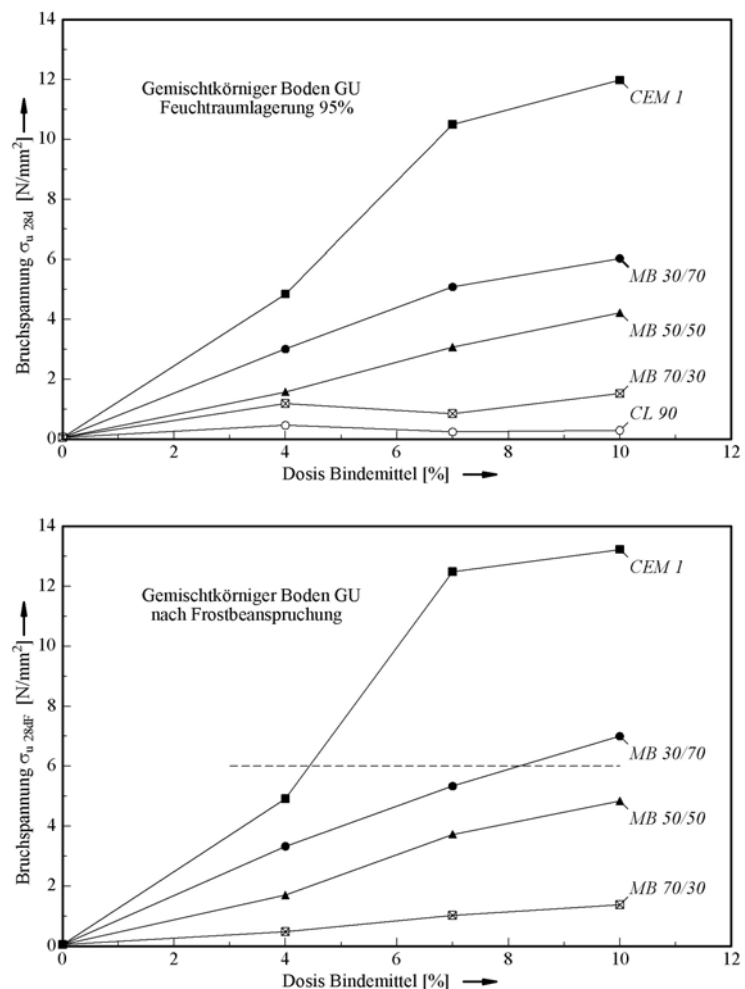 14
12
10
8
6
4
2
0
Bruchspannung σu 28d [N/mm²]
Gemischtkörniger Boden GU
Feuchtraumlagerung 95%
CEM 1
MB 30/70
MB 50/50
MB 70/30
CL 90
0 2 4 6 8 10 12
Dosis Bindemittel [%]
14
12
10
8
6
4
2
0
Bruchspannung σu 28dF [N/mm²]
Gemischtkörniger Boden GU
nach Frostbeanspruchung
CEM 1
MB 30/70
MB 50/50
MB 70/30
0 2 4 6 8 10 12
Dosis Bindemittel [%]